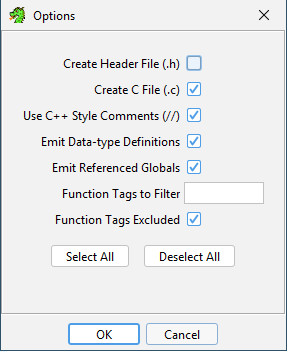 Options
Create Header File (.h)
Create C File (.c)
Use C++ Style Comments (//)
Emit Data-type Definitions
Emit Referenced Globals
Function Tags to Filter
Function Tags Excluded
Select All
Deselect All
OK
Cancel